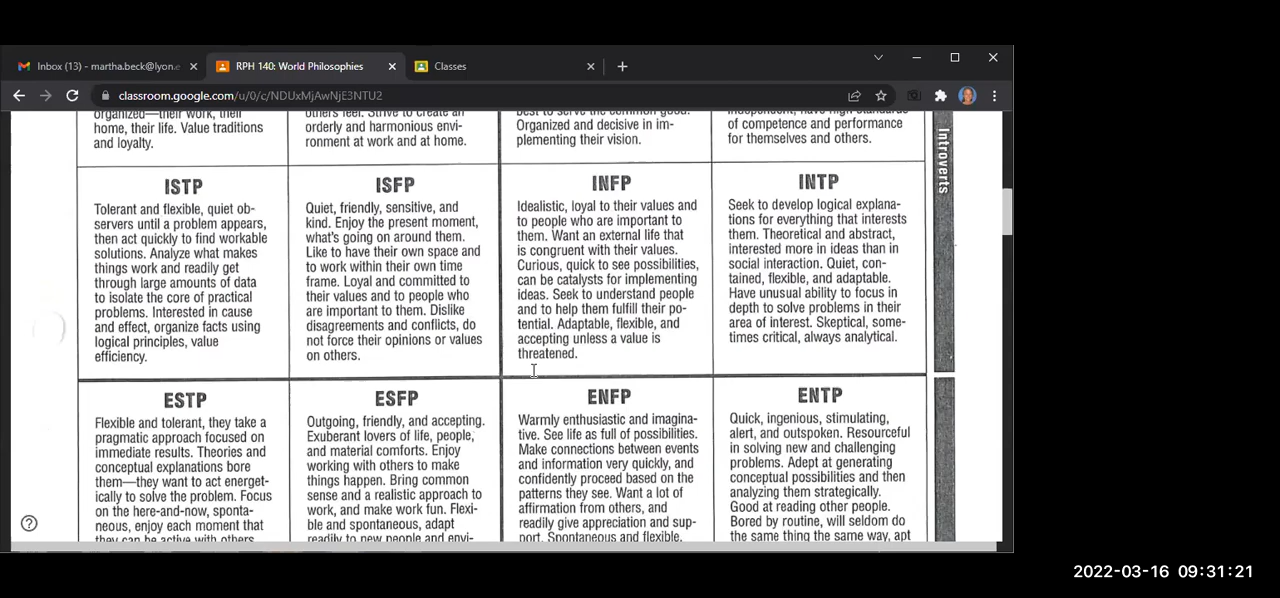 Inbox (13) - martha.beck@lyon.e
RPH 140: World Philosophies
Classes
classroom.google.com/u/0/c/NDUxMjAwNjE3NTU2
organized—their work, their
home, their life. Value traditions
and loyalty.
others feel. Strive to create an
orderly and harmonious envi-
ronment at work and at home.
best to serve the common good.
Organized and decisive in im-
plementing their vision.
independent, have high standards
of competence and performance
for themselves and others.
Introverts
ISTP
Tolerant and flexible, quiet ob-
servers until a problem appears,
then act quickly to find workable
solutions. Analyze what makes
things work and readily get
through large amounts of data
to isolate the core of practical
problems. Interested in cause
and effect, organize facts using
logical principles, value
efficiency.
ISFP
Quiet, friendly, sensitive, and
kind. Enjoy the present moment,
what's going on around them.
Like to have their own space and
to work within their own time
frame. Loyal and committed to
their values and to people who
are important to them. Dislike
disagreements and conflicts, do
not force their opinions or values
on others.
INFP
Idealistic, loyal to their values and
to people who are important to
them. Want an external life that
is congruent with their values.
Curious, quick to see possibilities,
can be catalysts for implementing
ideas. Seek to understand people
and to help them fulfill their po-
tential. Adaptable, flexible, and
accepting unless a value is
threatened.
INTP
Seek to develop logical explana-
tions for everything that interests
them. Theoretical and abstract,
interested more in ideas than in
social interaction. Quiet, con-
tained, flexible, and adaptable.
Have unusual ability to focus in
depth to solve problems in their
area of interest. Skeptical, some-
times critical, always analytical.
ESTP
Flexible and tolerant, they take a
pragmatic approach focused on
immediate results. Theories and
conceptual explanations bore
them—they want to act energet-
ically to solve the problem. Focus
on the here-and-now, sponta-
neous, enjoy each moment that
they can be active with others.
ESFP
Outgoing, friendly, and accepting.
Exuberant lovers of life, people,
and material comforts. Enjoy
working with others to make
things happen. Bring common
sense and a realistic approach to
work, and make work fun. Flexi-
ble and spontaneous, adapt
readily to new people and envi-
ENFP
Warmly enthusiastic and imagina-
tive. See life as full of possibilities.
Make connections between events
and information very quickly, and
confidently proceed based on the
patterns they see. Want a lot of
affirmation from others, and
readily give appreciation and sup-
port. Spontaneous and flexible,
ENTP
Quick, ingenious, stimulating,
alert, and outspoken. Resourceful
in solving new and challenging
problems. Adept at generating
conceptual possibilities and then
analyzing them strategically.
Good at reading other people.
Bored by routine, will seldom do
the same thing the same way, apt
2022-03-16 09:31:21